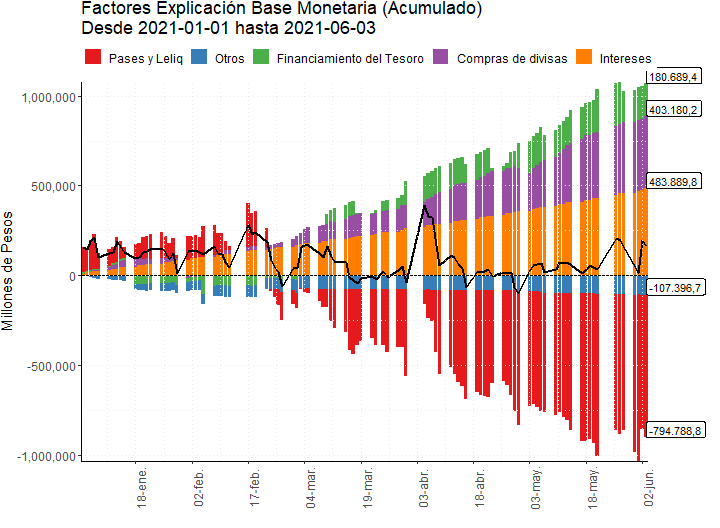 Factores Explicación Base Monetaria (Acumulado)
Desde 2021-01-01 hasta 2021-06-03
Pases y Leliq Otros Financiamiento del Tesoro Compras de divisas Intereses
Millones de Pesos
1,000,000
500,000
0
-500,000
-1,000,000
180.689,4
403.180,2
483.889,8
-107.396,7
-794.788,8
18-ene.
02-feb.
17-feb.
04-mar.
19-mar.
03-abr.
18-abr.
03-may.
18-may.
02-jun.